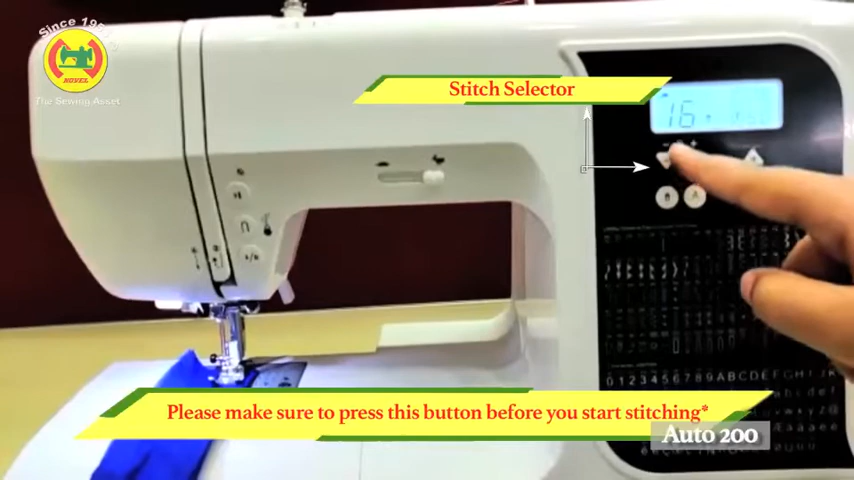 Since 19
NOVEL
The Sewing Asset
Stitch Selector
16
0123456789ABCDEFGHIJK
Please make sure to press this button before you start stitching*
Auto 200